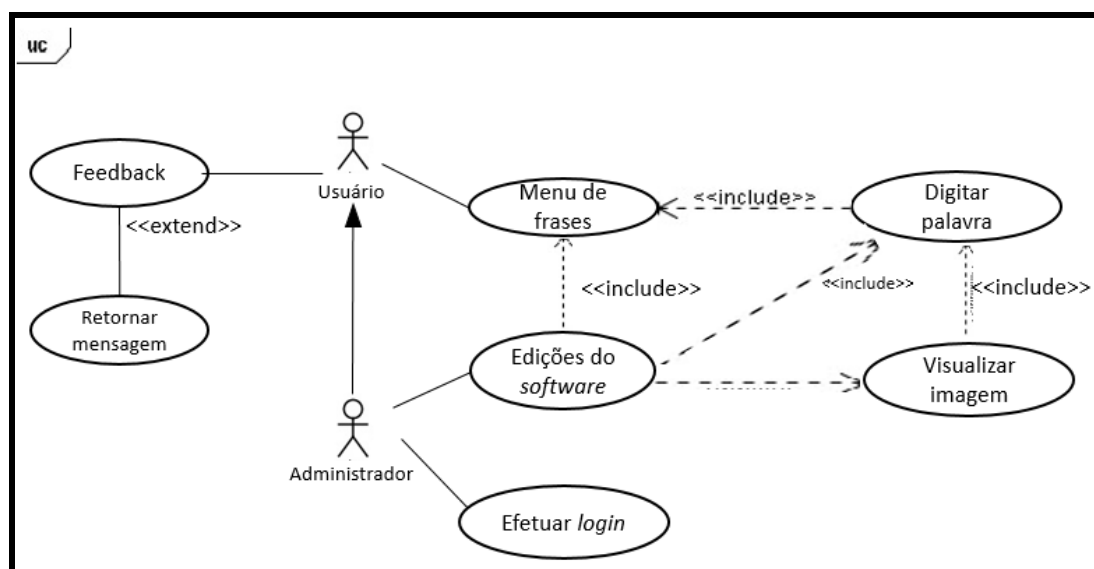 uc
Feedback
Usuário
<<extend>>
Retornar
mensagem
Menu de
frases
<<include>>
Digitar
palavra
<<include>>
<<include>>
<<include>>
Edições do
software
Visualizar
imagem
Administrador
Efetuar login